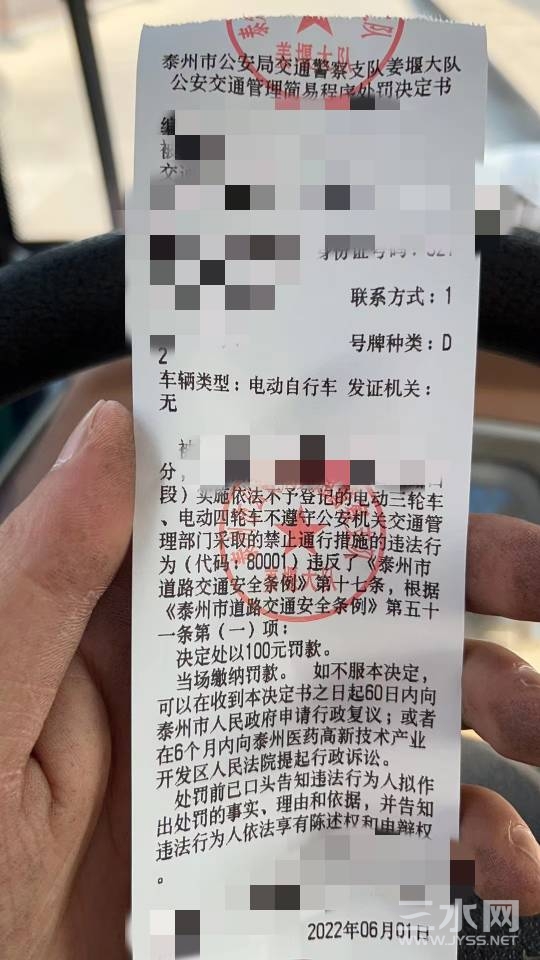 泰州市公安局交通警察支队姜堰大队
公安交通管理简易程序处罚决定书
姜堰大队
编
被
交
身份证号码：321
联系方式：1
号牌种类：D
2
车辆类型：电动自行车 发证机关：
无
被
分，
段）实施依法不予登记的电动三轮车
、电动四轮车不遵守公安机关交通管
理部门采取的禁止通行措施的违法行
为（代码：80001）违反了《泰州市
道路交通安全条例》第十七条，根据
《泰州市道路交通安全条例》第五十
一条第（一）项：
决定处以100元罚款。
当场缴纳罚款。 如不服本决定，
可以在收到本决定书之日起60日内向
泰州市人民政府申请行政复议；或者
在6个月内向泰州医药高新技术产业
开发区人民法院提起行政诉讼。
处罚前已口头告知违法行为人拟作
出处罚的事实、理由和依据，并告知
违法行为人依法享有陈述权和申辩权
。
2022年06月01日
三水网
WWW.JYSS.NET